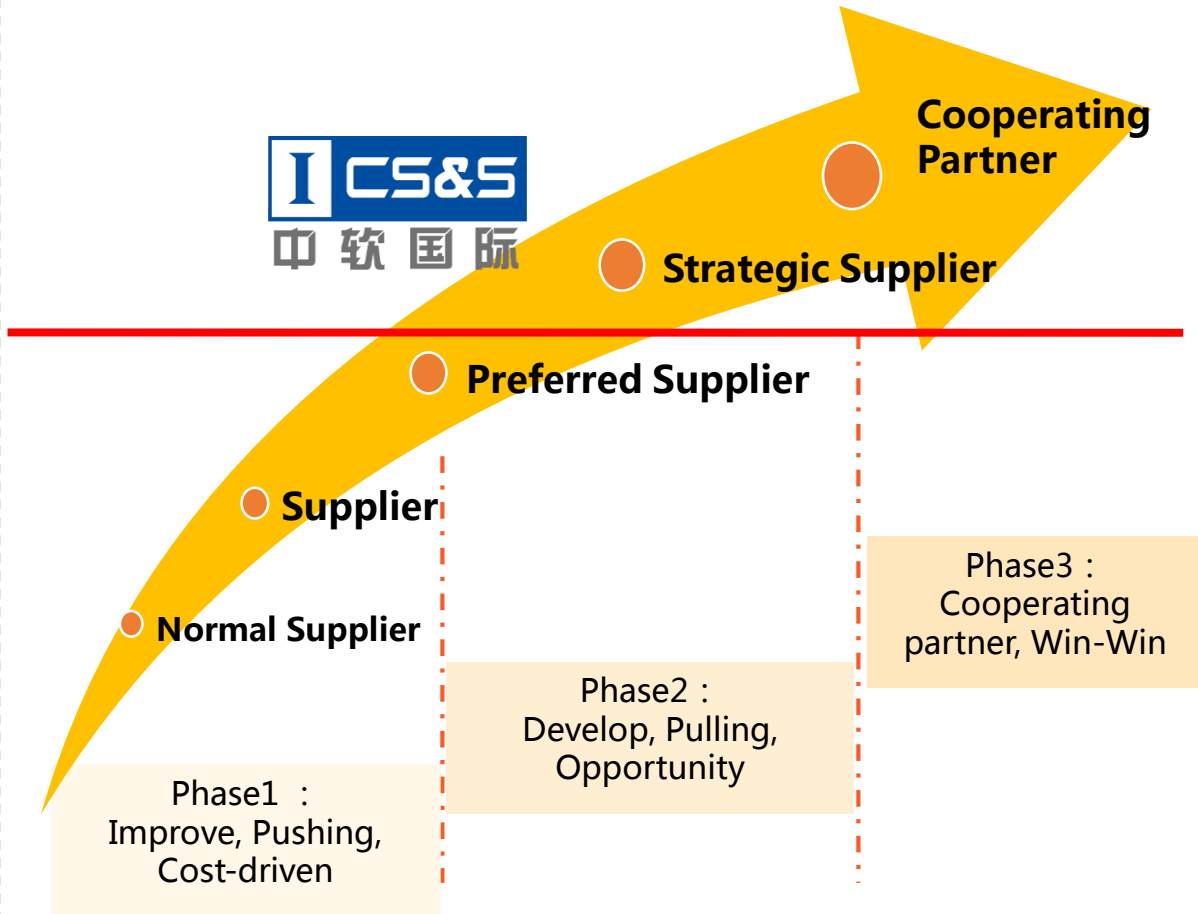 Cooperating
Partner
I CS&S
中软国际
Strategic Supplier
Preferred Supplier
Supplier
Normal Supplier
Phase3：
Cooperating
partner, Win-Win
Phase2：
Develop, Pulling,
Opportunity
Phase1 ：
Improve, Pushing,
Cost-driven